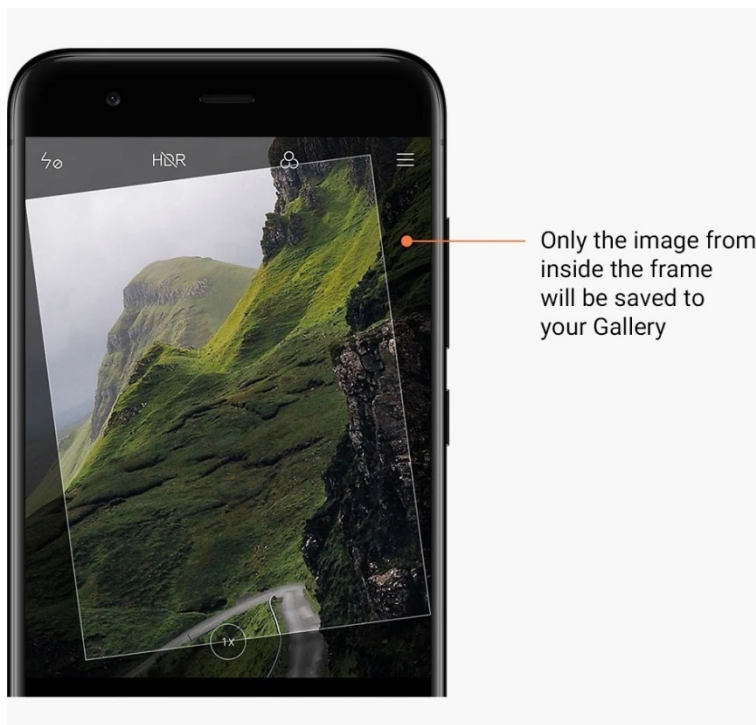 HDR
1X
Only the image from
inside the frame
will be saved to
your Gallery